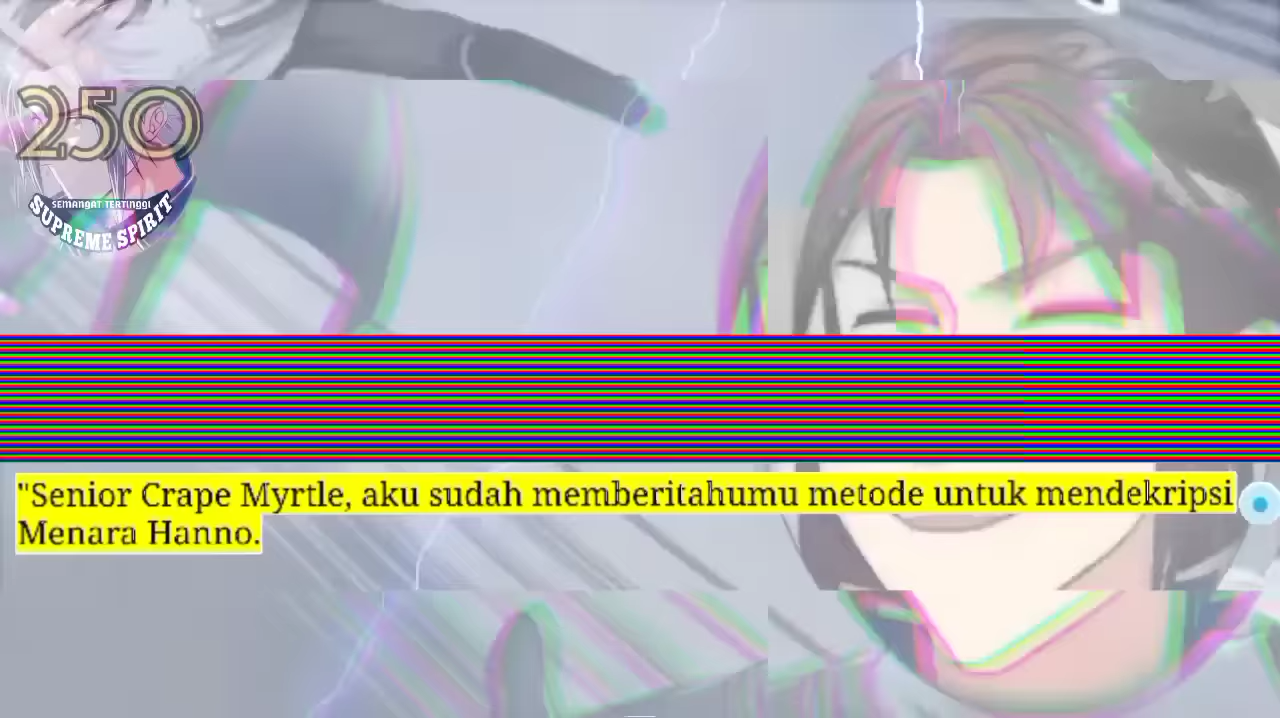 250
SEMANGAT TERTINGGI
SUPREME SPIRIT
"Senior Crape Myrtle, aku sudah memberitahumu metode untuk mendekripsi
Menara Hanno.